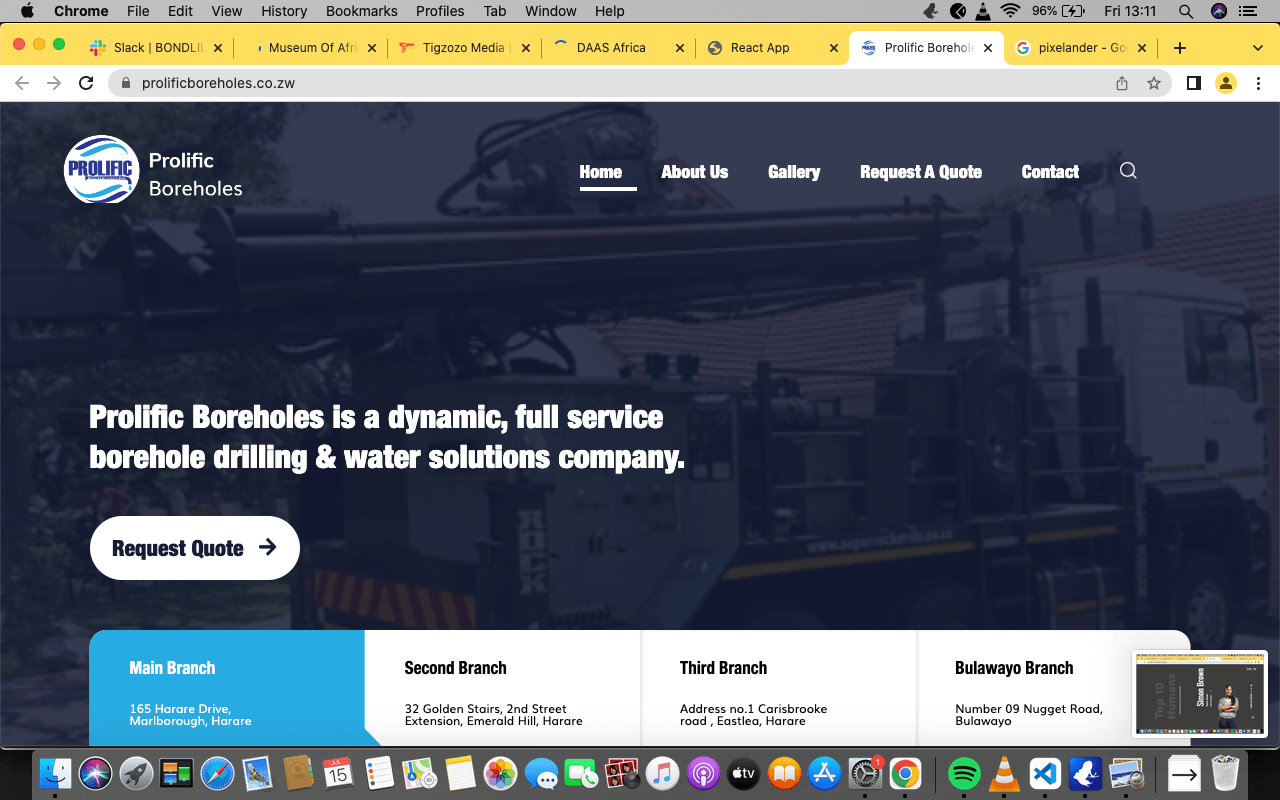 Chrome File Edit View History Bookmarks Profiles Tab Window Help 96% Fri 13:11
Slack | BONDLI Museum Of Afri Tigzozo Media | DAAS Africa React App Prolific Borehole pixelander - Goo
prolificboreholes.co.zw
PROLIFIC
Prolific
Boreholes
Home About Us Gallery Request A Quote Contact
Prolific Boreholes is a dynamic, full service
borehole drilling & water solutions company.
ROCK
Request Quote
Main Branch
165 Harare Drive,
Marlborough, Harare
Second Branch
32 Golden Stairs, 2nd Street
Extension, Emerald Hill, Harare
Third Branch
Address no.1 Carisbrooke
road , Eastlea, Harare
Bulawayo Branch
Number 09 Nugget Road,
Bulawayo
Top 10
Humans
Simon Brown
JUL
15
tv
1